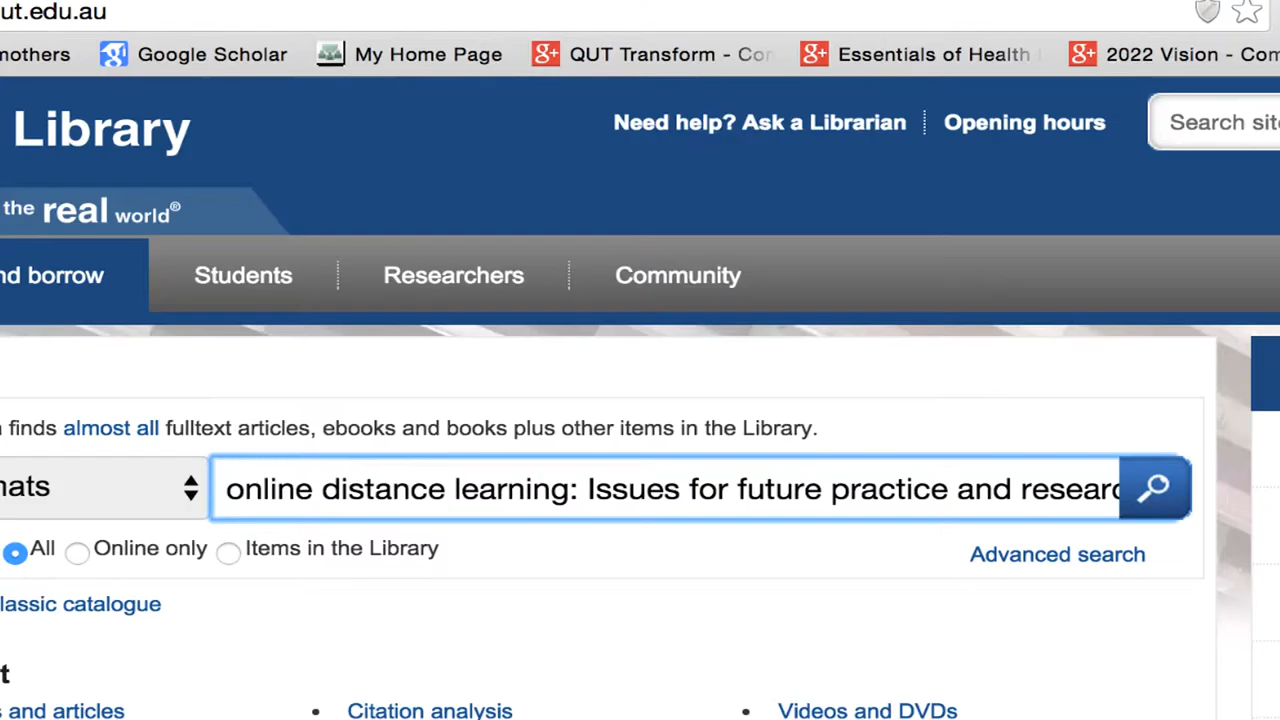 ut.edu.au
mothers Google Scholar My Home Page QUT Transform - Co Essentials of Health 2022 Vision - Com
Library
Need help? Ask a Librarian Opening hours Search site
the real world®
nd borrow Students Researchers Community
finds almost all fulltext articles, ebooks and books plus other items in the Library.
mats online distance learning: Issues for future practice and researc
All Online only Items in the Library Advanced search
lassic catalogue
t
s and articles • Citation analysis • Videos and DVDs